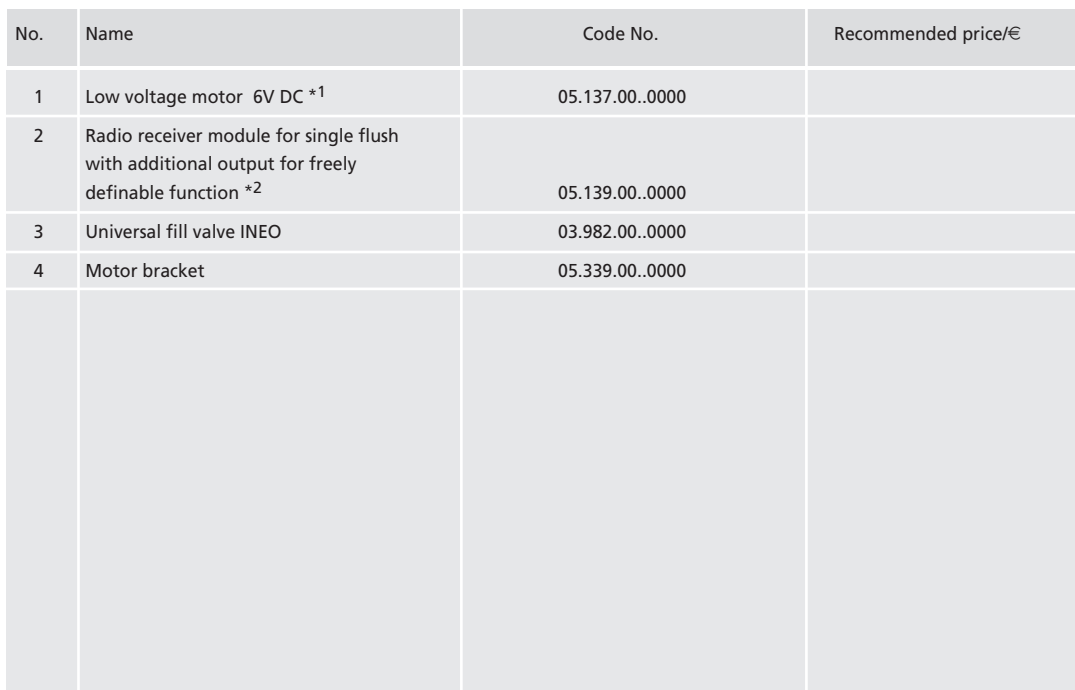 No. Name Code No. Recommended price/€
1 Low voltage motor 6V DC *1 05.137.00..0000
2 Radio receiver module for single flush
with additional output for freely
definable function *2 05.139.00..0000
3 Universal fill valve INEO 03.982.00..0000
4 Motor bracket 05.339.00..0000